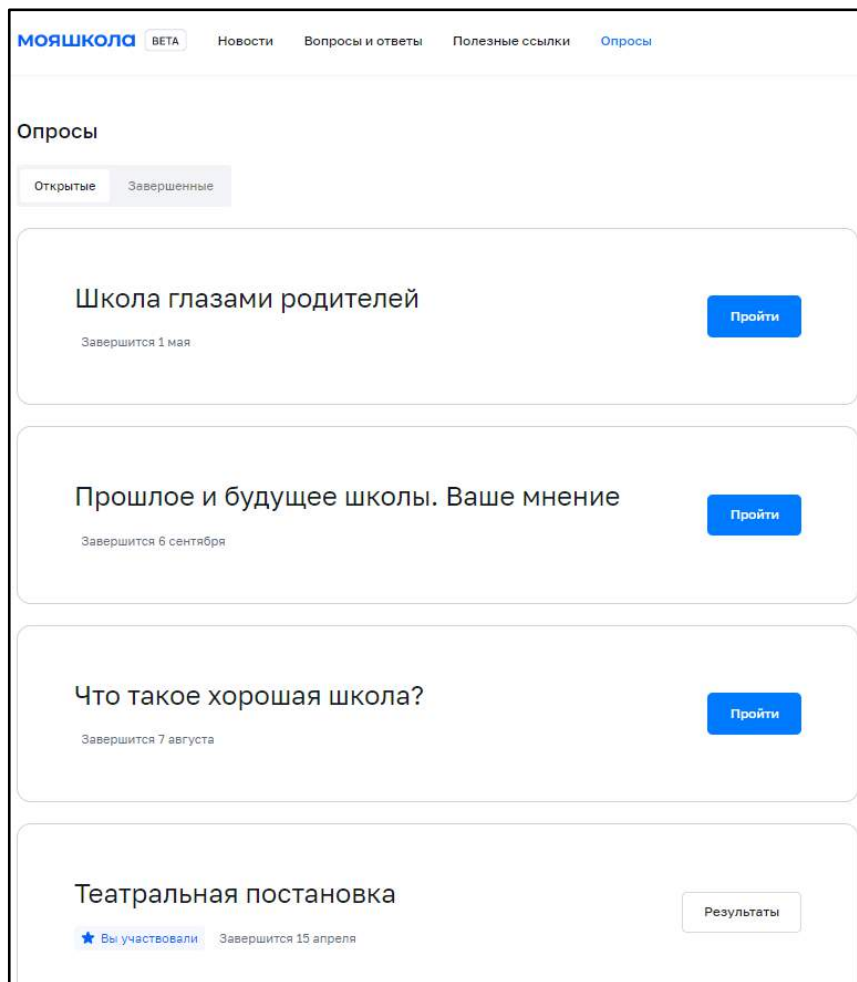 МОЯШКОЛА BETA Новости Вопросы и ответы Полезные ссылки Опросы
Опросы
Открытые Завершенные
Школа глазами родителей
Пройти
Завершится 1 мая
Прошлое и будущее школы. Ваше мнение
Пройти
Завершится 6 сентября
Что такое хорошая школа?
Пройти
Завершится 7 августа
Театральная постановка
Результаты
Вы участвовали Завершится 15 апреля